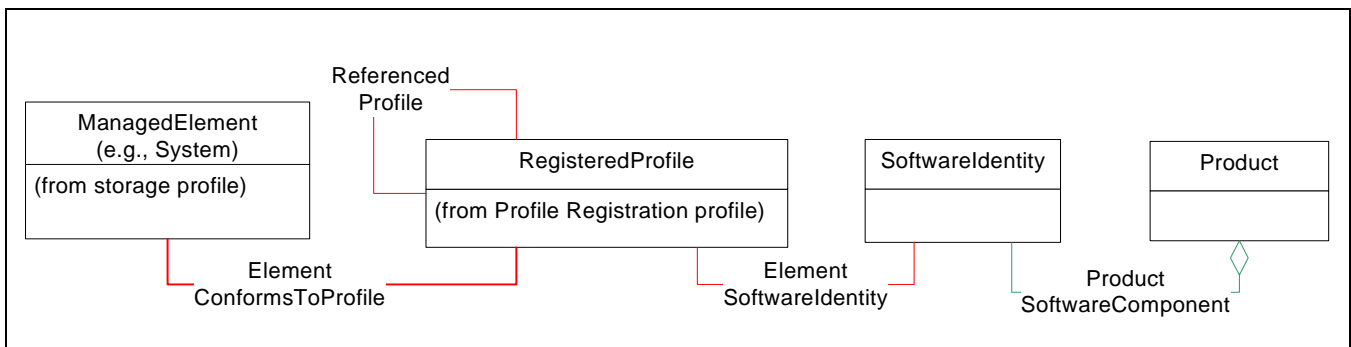 Referenced
Profile
ManagedElement
(e.g., System)
(from storage profile)
RegisteredProfile
(from Profile Registration profile)
SoftwareIdentity
Product
Element
ConformsToProfile
Element
SoftwareIdentity
Product
SoftwareComponent